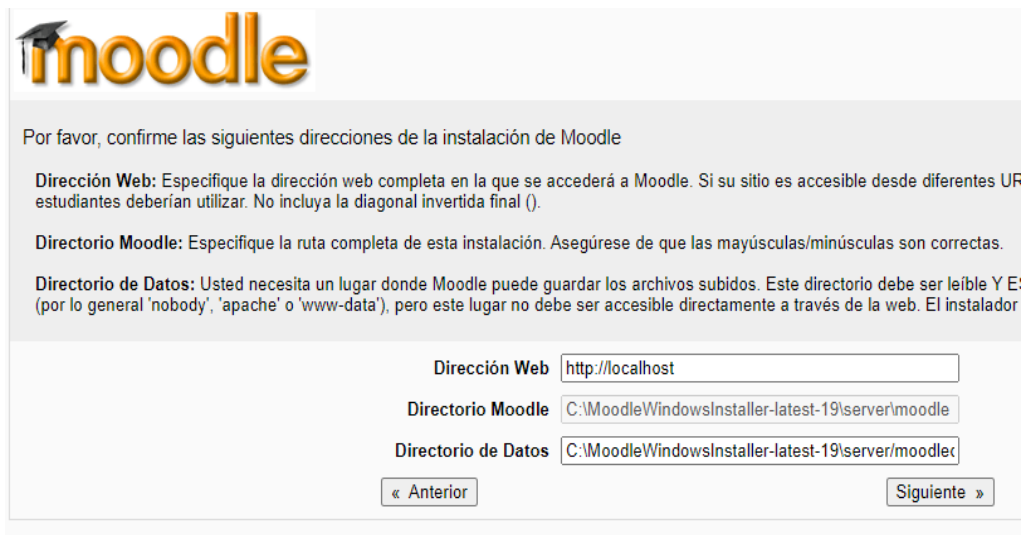 moodle
Por favor, confirme las siguientes direcciones de la instalación de Moodle
Dirección Web: Especifique la dirección web completa en la que se accederá a Moodle. Si su sitio es accesible desde diferentes UR
estudiantes deberían utilizar. No incluya la diagonal invertida final ().
Directorio Moodle: Especifique la ruta completa de esta instalación. Asegúrese de que las mayúsculas/minúsculas son correctas.
Directorio de Datos: Usted necesita un lugar donde Moodle puede guardar los archivos subidos. Este directorio debe ser leíble Y ES
(por lo general 'nobody', 'apache' o 'www-data'), pero este lugar no debe ser accesible directamente a través de la web. El instalador
Dirección Web http://localhost
Directorio Moodle C:\MoodleWindowsInstaller-latest-19\server\moodle
Directorio de Datos C:\MoodleWindowsInstaller-latest-19\server/moodled
« Anterior Siguiente »